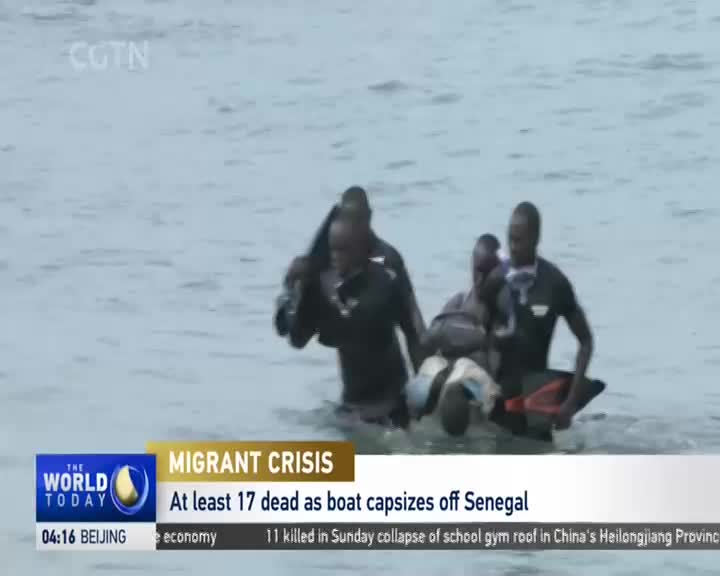 CGTN
MIGRANT CRISIS
THE
WORLD
TODAY
At least 17 dead as boat capsizes off Senegal
04:16 BEIJING
e economy 11 killed in Sunday collapse of school gym roof in China's Heilongjiang Provinc